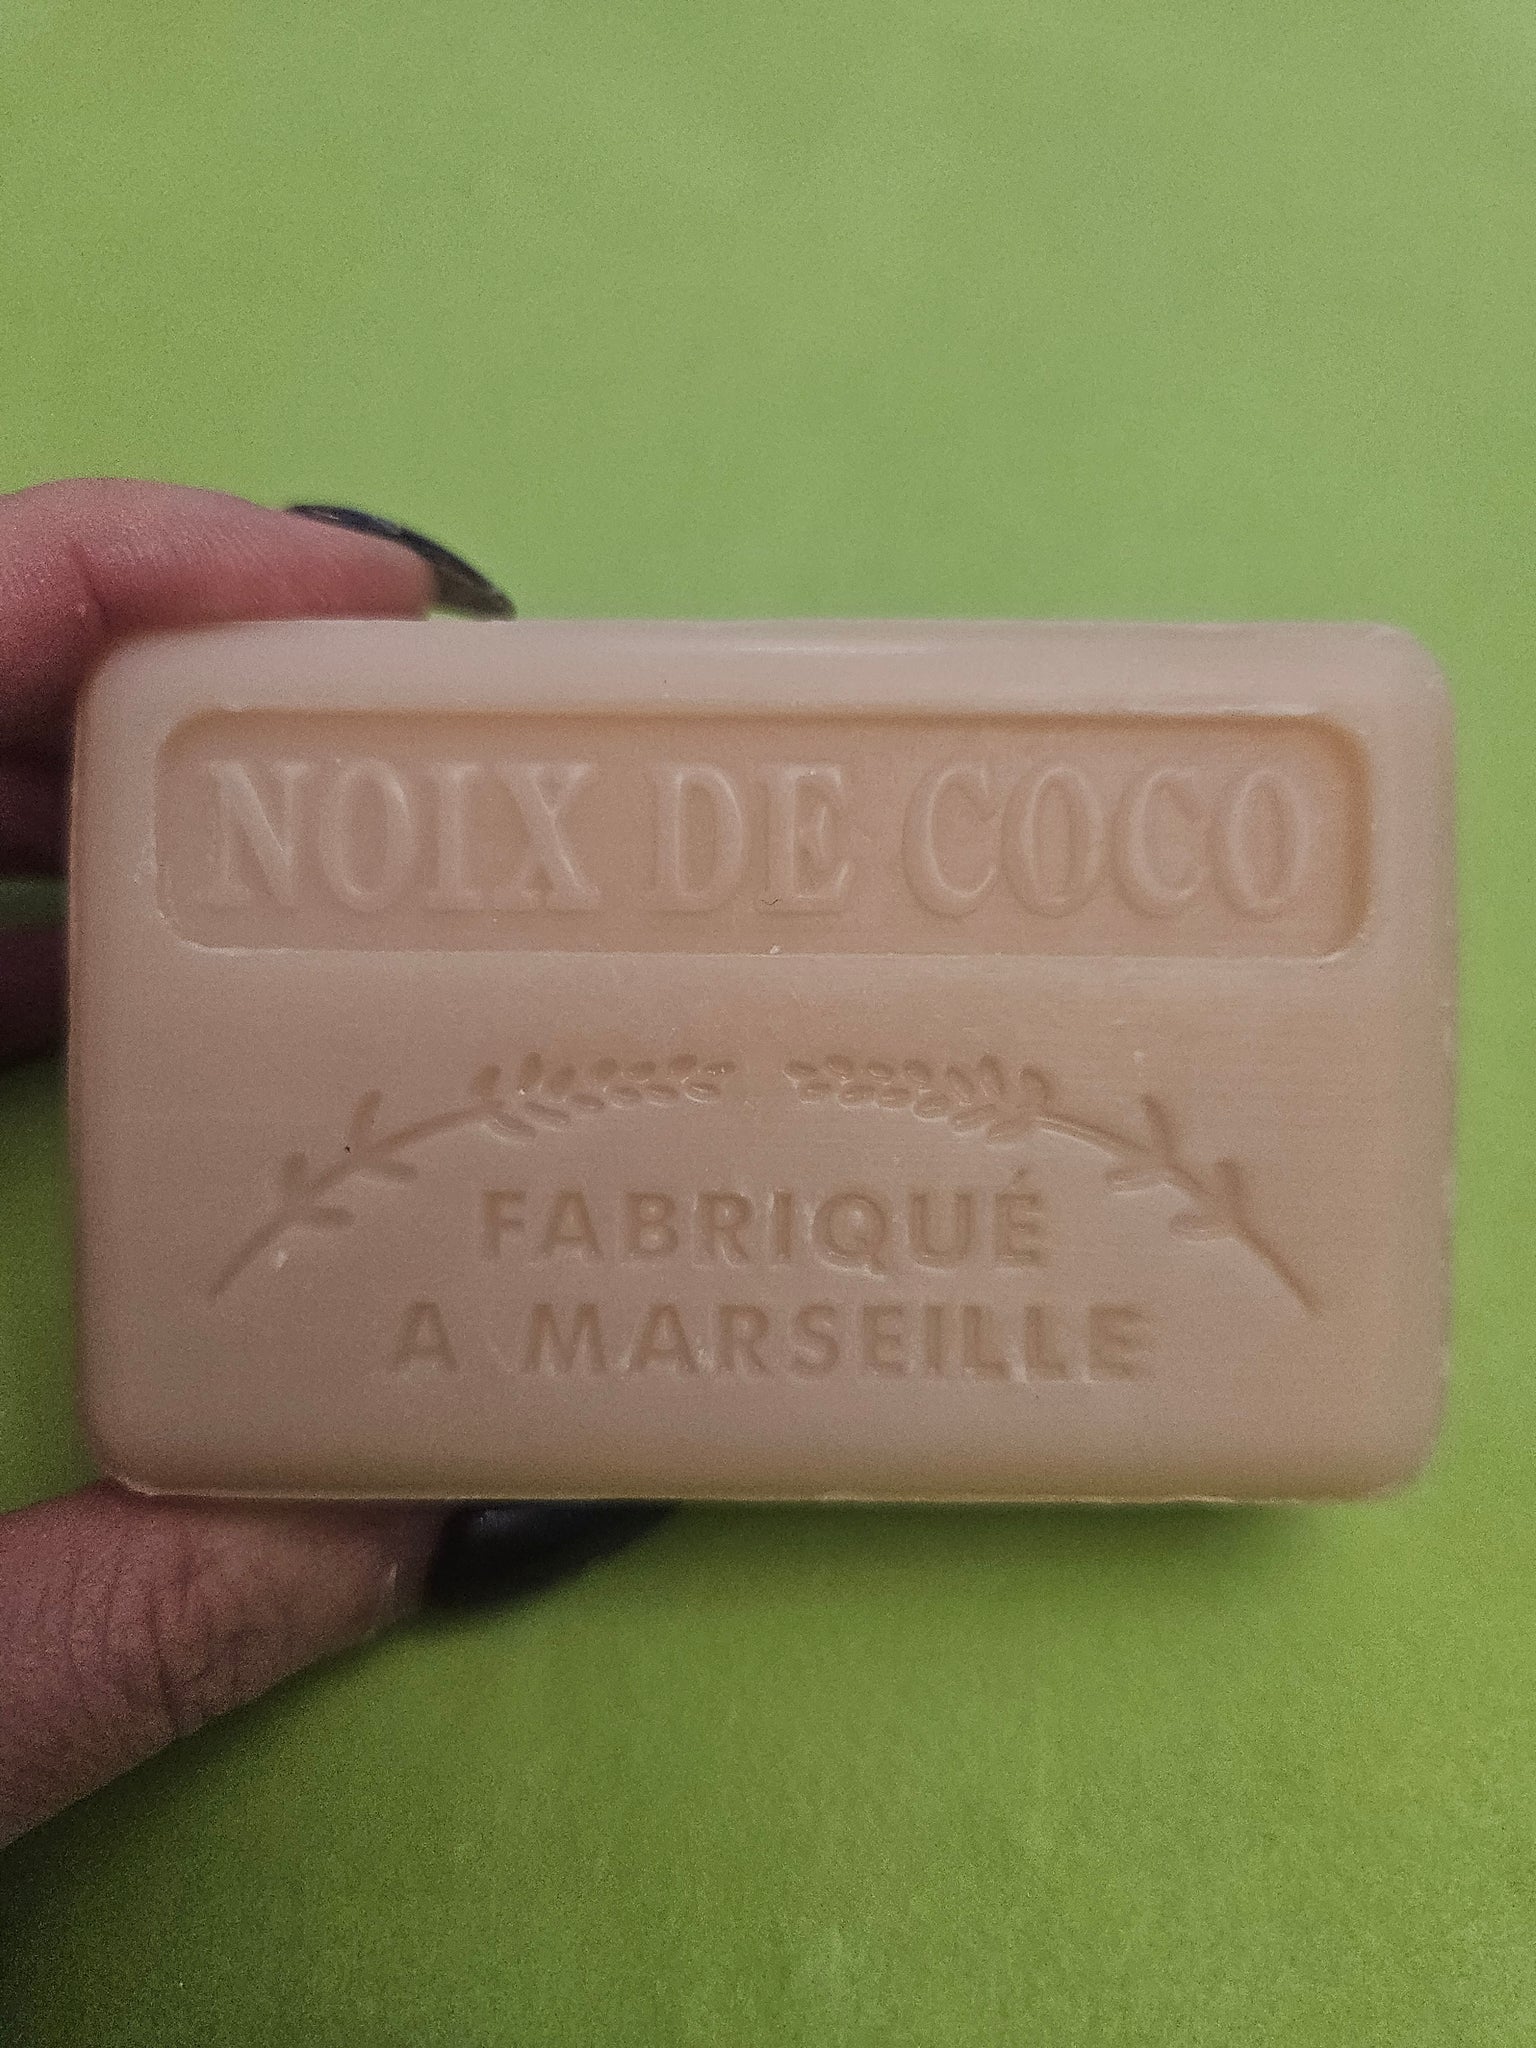 NOIX DE COCO
FABRIQUÉ
A MARSEILLE